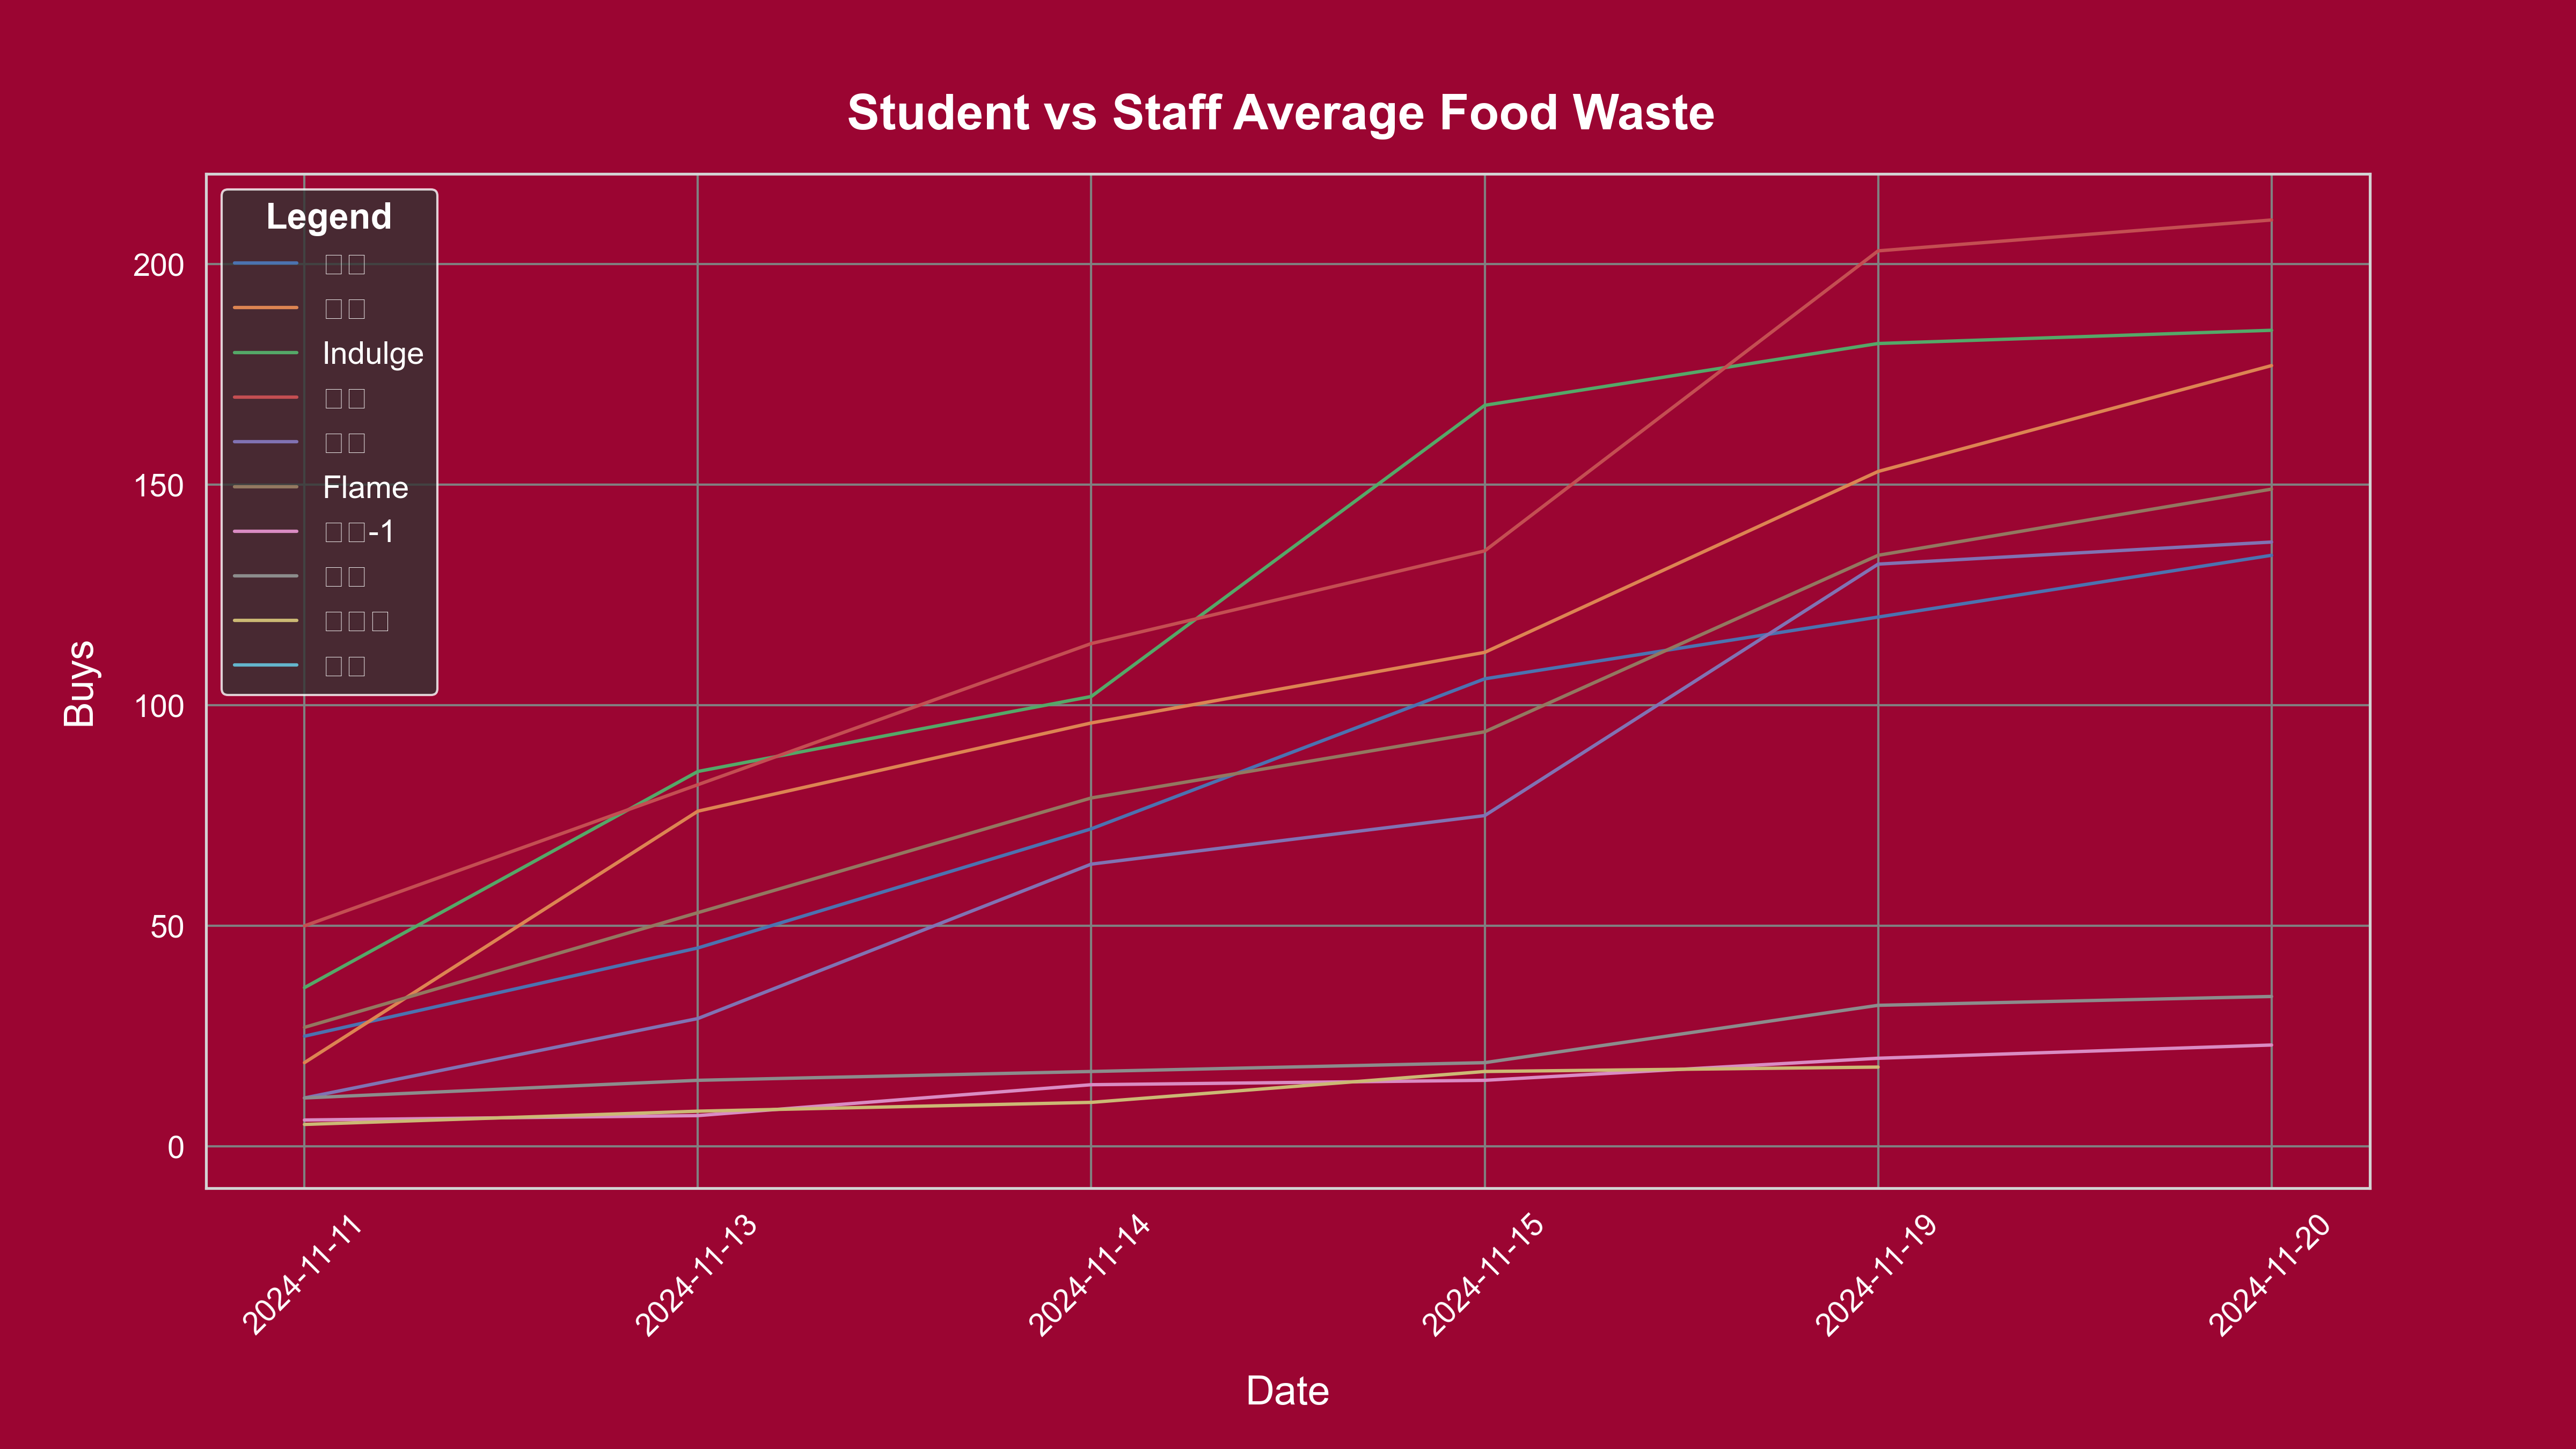 Student vs Staff Average Food Waste
Legend
Indulge
Flame
-1
Buys
200
150
100
50
0
2024-11-11
2024-11-13
2024-11-14
2024-11-15
2024-11-19
2024-11-20
Date